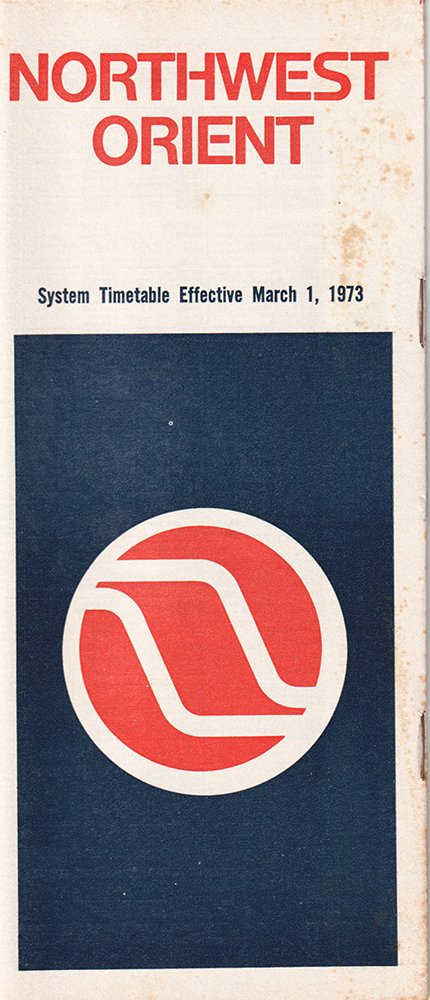 NORTHWEST
ORIENT
System Timetable Effective March 1, 1973